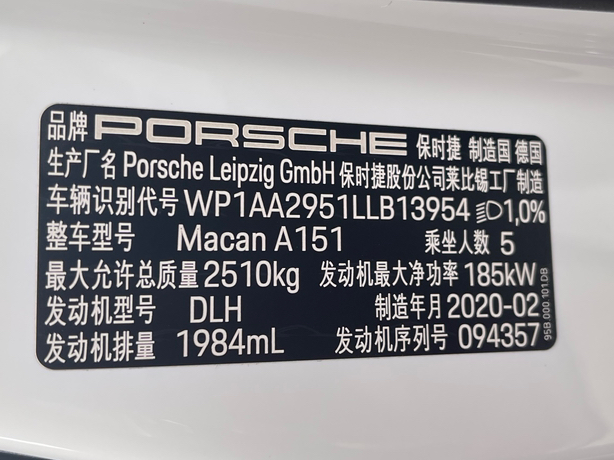 品牌 PORSCHE 保时捷 制造国 德国
生产厂名 Porsche Leipzig GmbH 保时捷股份公司莱比锡工厂制造
车辆识别代号 WP1AA2951LLB13954 1,0%
整车型号 Macan A151 乘坐人数 5
最大允许总质量 2510kg 发动机最大净功率 185kW
发动机型号 DLH 制造年月 2020-02
发动机排量 1984mL 发动机序列号 094357
95B.000 101.DB